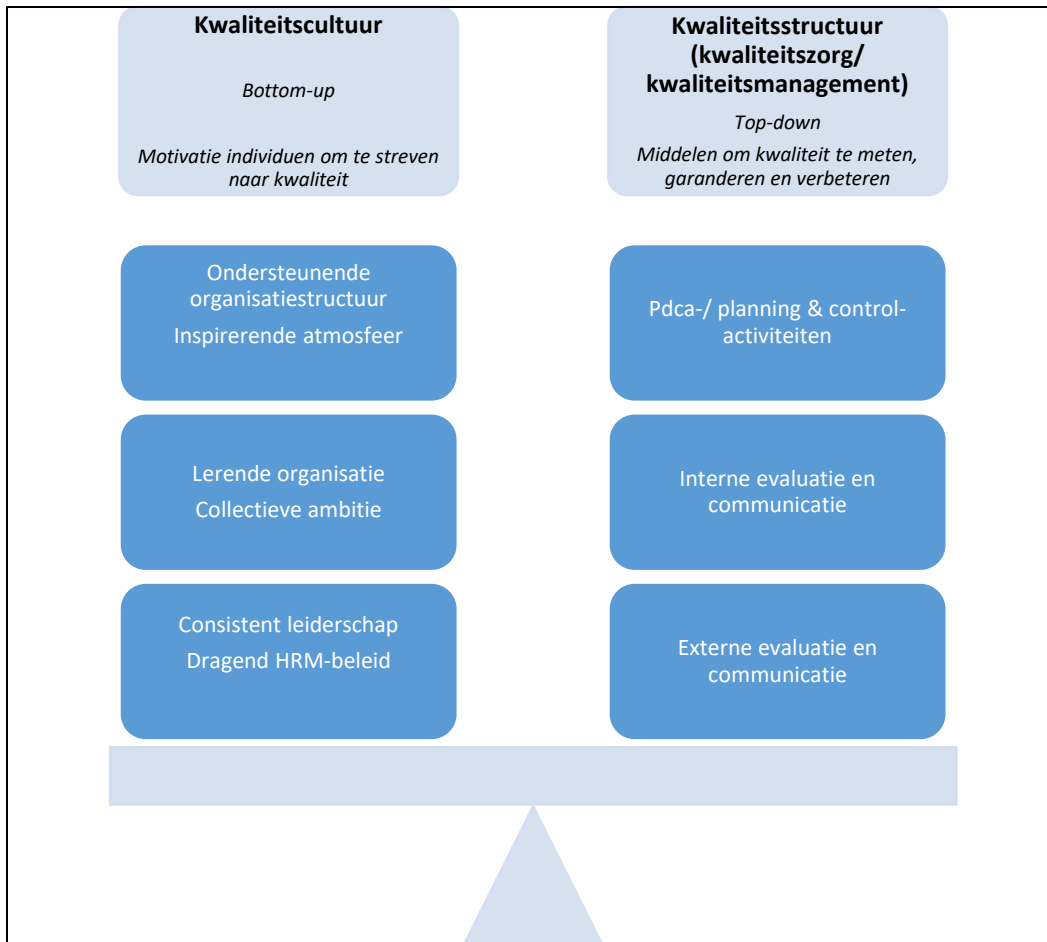 Kwaliteitscultuur
Bottom-up
Motivatie individuen om te streven
naar kwaliteit
Kwaliteitsstructuur
(kwaliteitszorg/
kwaliteitsmanagement)
Top-down
Middelen om kwaliteit te meten,
garanderen en verbeteren
Ondersteunende
organisatiestructuur
Inspirerende atmosfeer
Pdca-/ planning & control-
activiteiten
Lerende organisatie
Collectieve ambitie
Interne evaluatie en
communicatie
Consistent leiderschap
Dragend HRM-beleid
Externe evaluatie en
communicatie